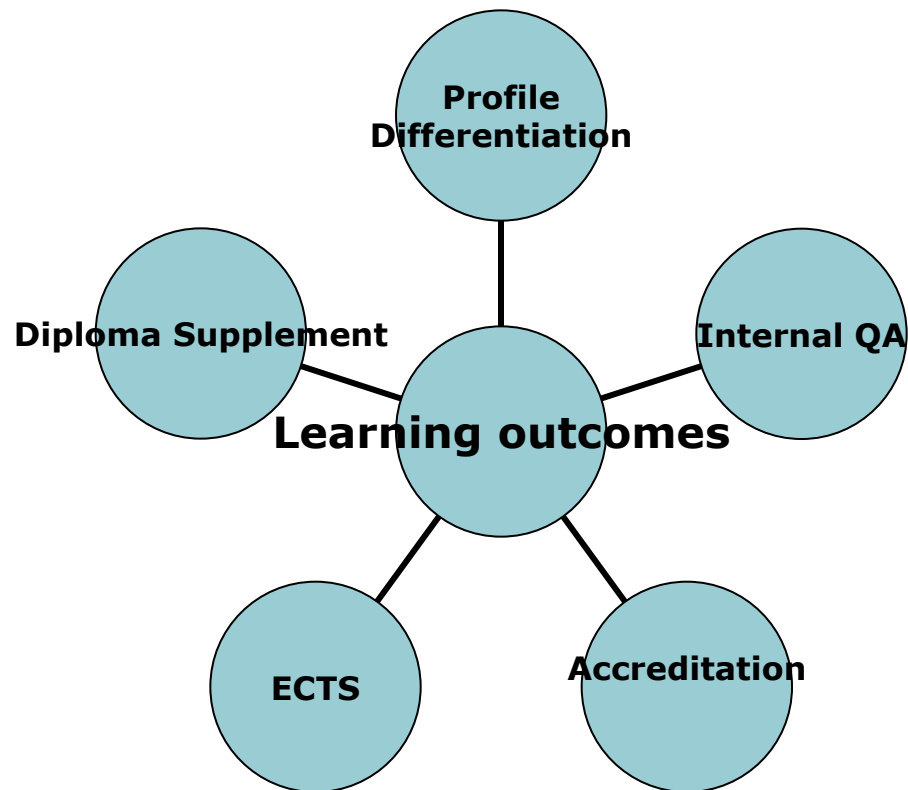 Profile
Differentiation
Diploma Supplement
Internal QA
Learning outcomes
ECTS
Accreditation